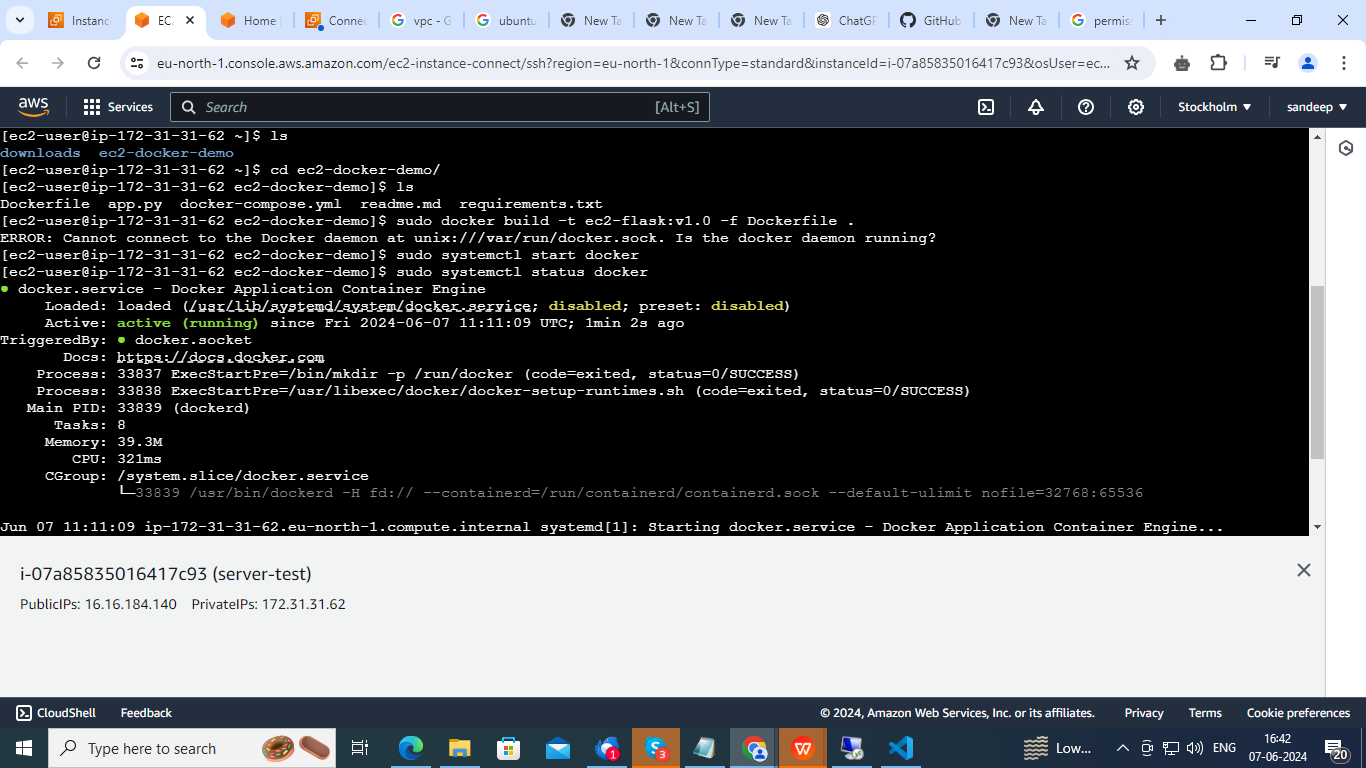 Instanc
EC2
Home |
Connec
vpc - G
ubuntu
New Ta
New Ta
New Ta
ChatGP
GitHub
New Ta
permis
eu-north-1.console.aws.amazon.com/ec2-instance-connect/ssh?region=eu-north-1&connType=standard&instanceId=i-07a85835016417c93&osUser=ec...
aws
Services
Search
[Alt+S]
Stockholm
sandeep
[ec2-user@ip-172-31-31-62 ~]$ ls
downloads  ec2-docker-demo
[ec2-user@ip-172-31-31-62 ~]$ cd ec2-docker-demo/
[ec2-user@ip-172-31-31-62 ec2-docker-demo]$ ls
Dockerfile  app.py  docker-compose.yml  readme.md  requirements.txt
[ec2-user@ip-172-31-31-62 ec2-docker-demo]$ sudo docker build -t ec2-flask:v1.0 -f Dockerfile .
ERROR: Cannot connect to the Docker daemon at unix:///var/run/docker.sock. Is the docker daemon running?
[ec2-user@ip-172-31-31-62 ec2-docker-demo]$ sudo systemctl start docker
[ec2-user@ip-172-31-31-62 ec2-docker-demo]$ sudo systemctl status docker
● docker.service - Docker Application Container Engine
Loaded: loaded (/usr/lib/systemd/system/docker.service; disabled; preset: disabled)
Active: active (running) since Fri 2024-06-07 11:11:09 UTC; 1min 2s ago
TriggeredBy: ● docker.socket
Docs: https://docs.docker.com
Process: 33837 ExecStartPre=/bin/mkdir -p /run/docker (code=exited, status=0/SUCCESS)
Process: 33838 ExecStartPre=/usr/libexec/docker/docker-setup-runtimes.sh (code=exited, status=0/SUCCESS)
Main PID: 33839 (dockerd)
Tasks: 8
Memory: 39.3M
CPU: 321ms
CGroup: /system.slice/docker.service
└─33839 /usr/bin/dockerd -H fd:// --containerd=/run/containerd/containerd.sock --default-ulimit nofile=32768:65536
Jun 07 11:11:09 ip-172-31-31-62.eu-north-1.compute.internal systemd[1]: Starting docker.service - Docker Application Container Engine...
i-07a85835016417c93 (server-test)
PublicIPs: 16.16.184.140 PrivateIPs: 172.31.31.62
CloudShell
Feedback
© 2024, Amazon Web Services, Inc. or its affiliates.
Privacy
Terms
Cookie preferences
Type here to search
1
3
Low...
ENG
16:42
07-06-2024
20